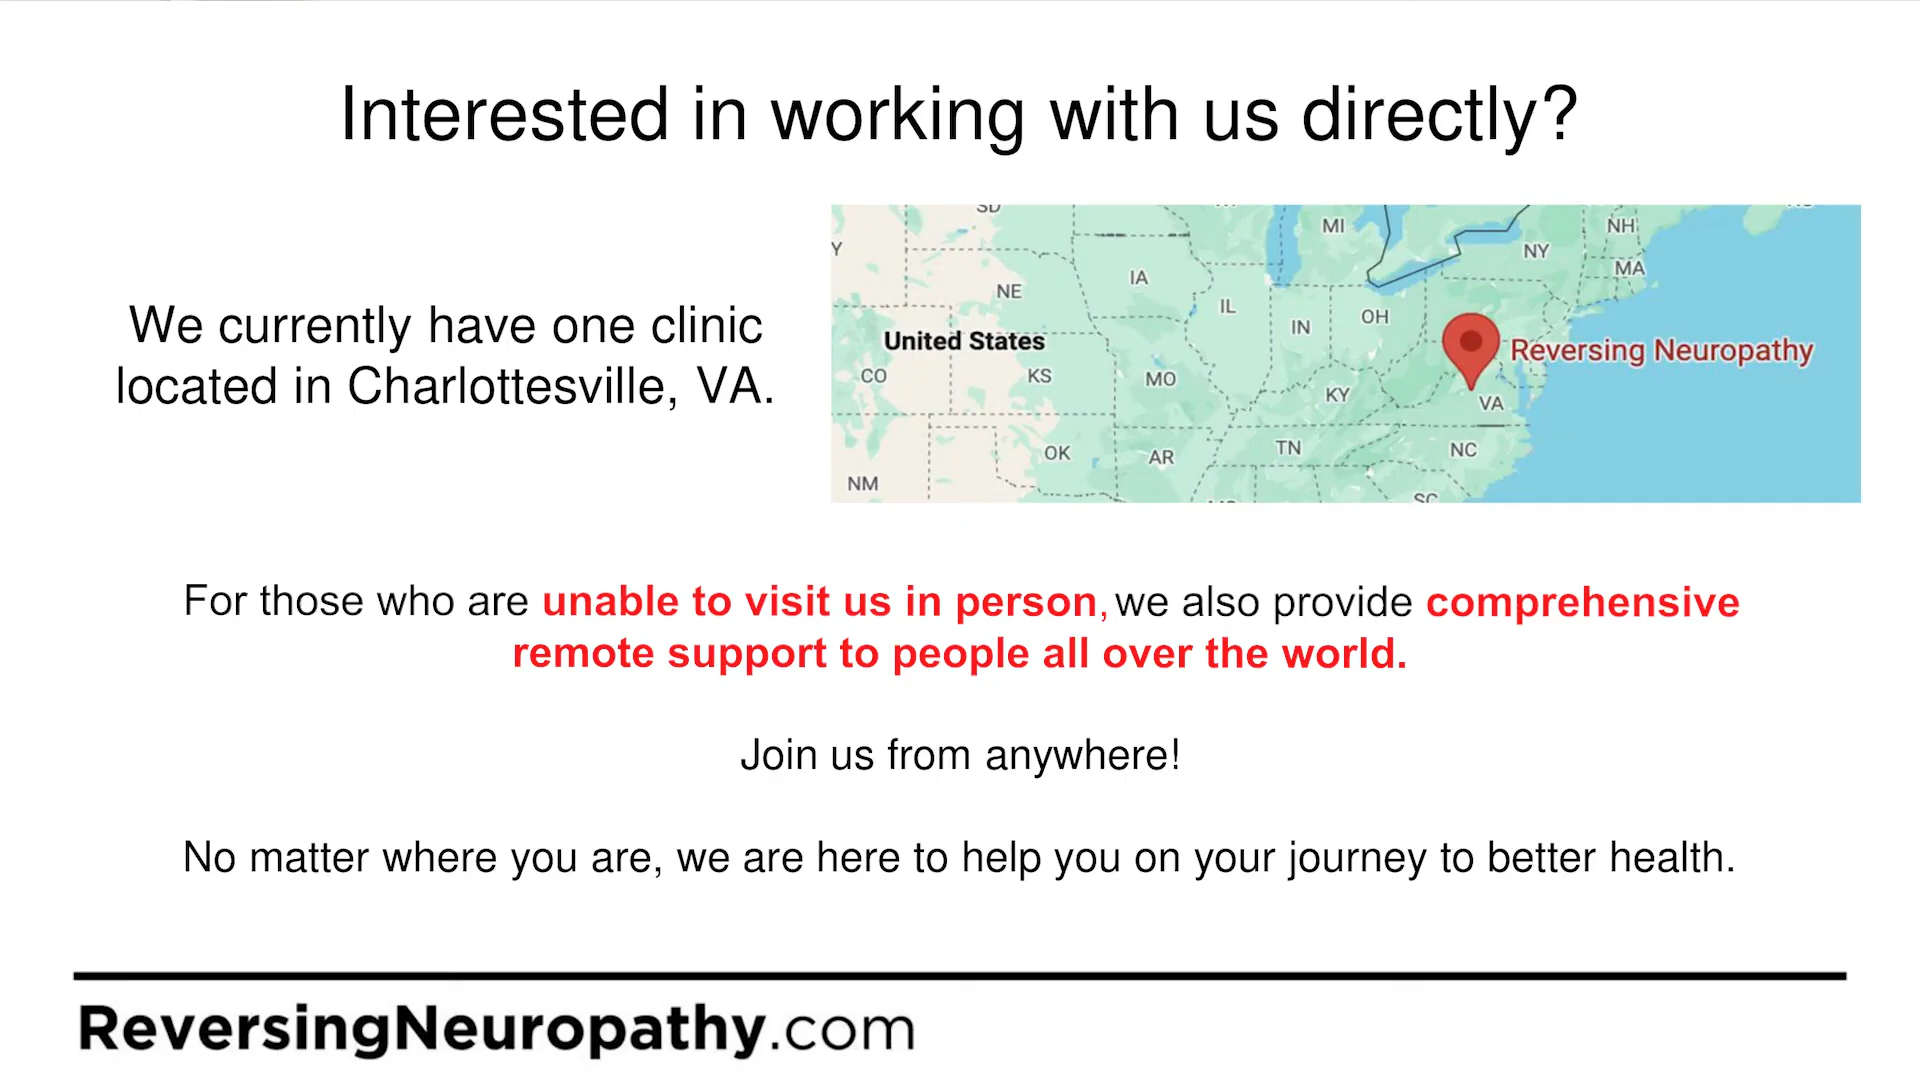 Interested in working with us directly?
We currently have one clinic
located in Charlottesville, VA.
SD
MI
NH
Y
NY
MA
IA
NE
IL
IN
OH
United States
Reversing Neuropathy
CO
KS
MO
KY
VA
OK
AR
TN
NC
NM
SC
For those who are unable to visit us in person, we also provide comprehensive
remote support to people all over the world.
Join us from anywhere!
No matter where you are, we are here to help you on your journey to better health.
ReversingNeuropathy.com